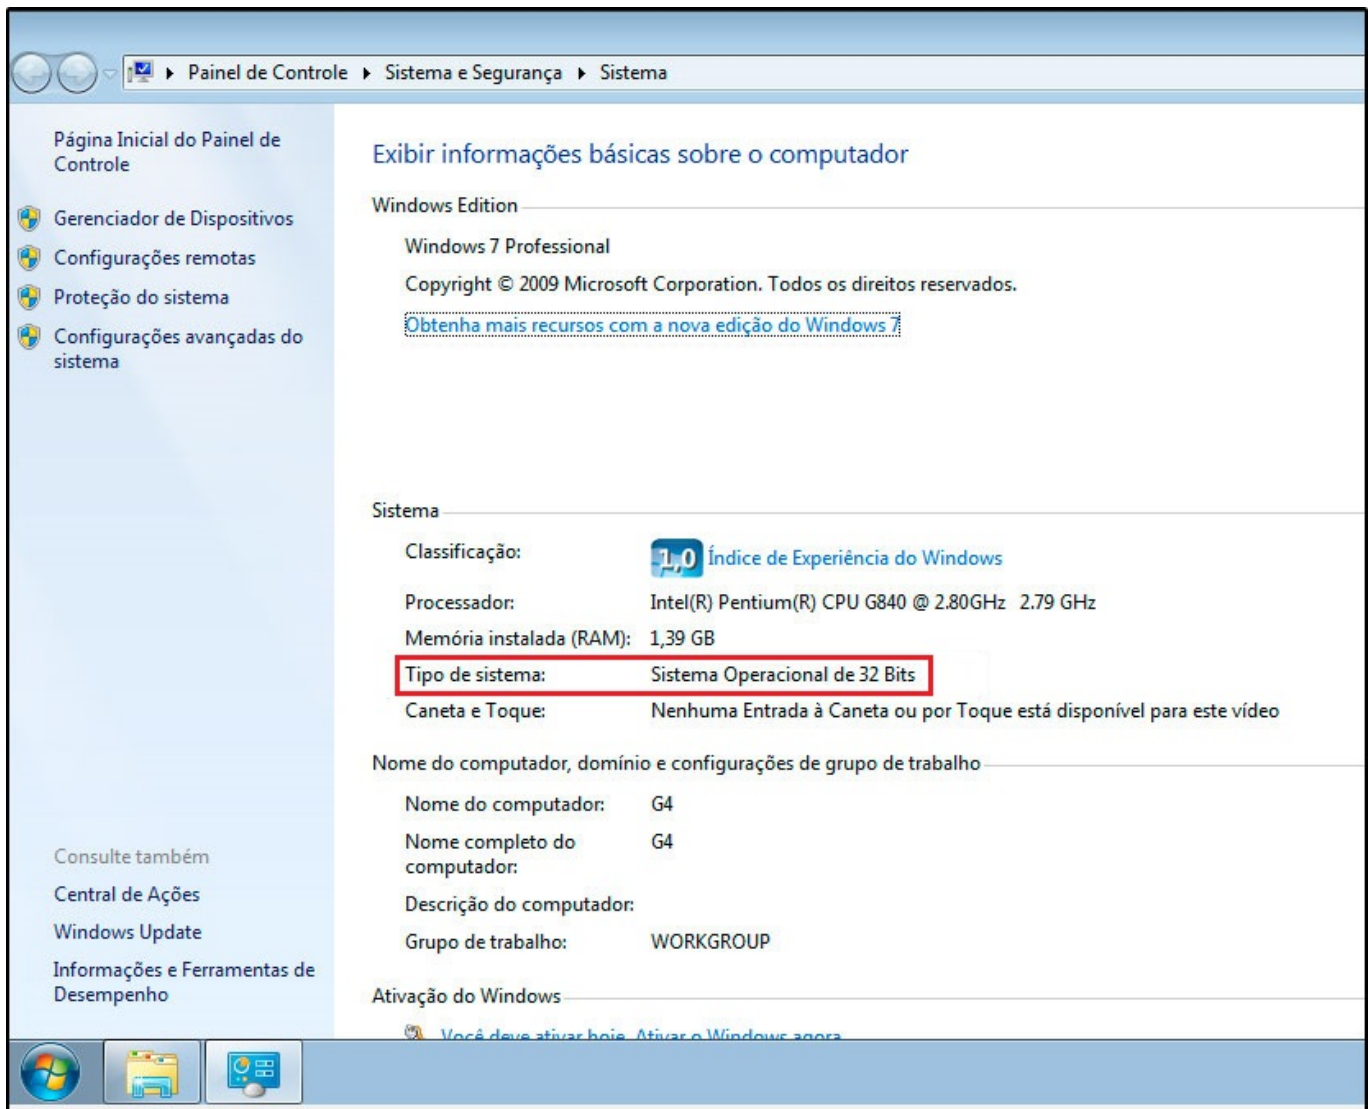 Painel de Controle ▸ Sistema e Segurança ▸ Sistema
Página Inicial do Painel de
Controle
Gerenciador de Dispositivos
Configurações remotas
Proteção do sistema
Configurações avançadas do
sistema
Consulte também
Central de Ações
Windows Update
Informações e Ferramentas de
Desempenho
Exibir informações básicas sobre o computador
Windows Edition
Windows 7 Professional
Copyright © 2009 Microsoft Corporation. Todos os direitos reservados.
Obtenha mais recursos com a nova edição do Windows 7
Sistema
Classificação: 1,0 Índice de Experiência do Windows
Processador: Intel(R) Pentium(R) CPU G840 @ 2.80GHz 2.79 GHz
Memória instalada (RAM): 1,39 GB
Tipo de sistema: Sistema Operacional de 32 Bits
Caneta e Toque: Nenhuma Entrada à Caneta ou por Toque está disponível para este vídeo
Nome do computador, domínio e configurações de grupo de trabalho
Nome do computador: G4
Nome completo do G4
computador:
Descrição do computador:
Grupo de trabalho: WORKGROUP
Ativação do Windows
Você deve ativar hoje. Ativar o Windows agora